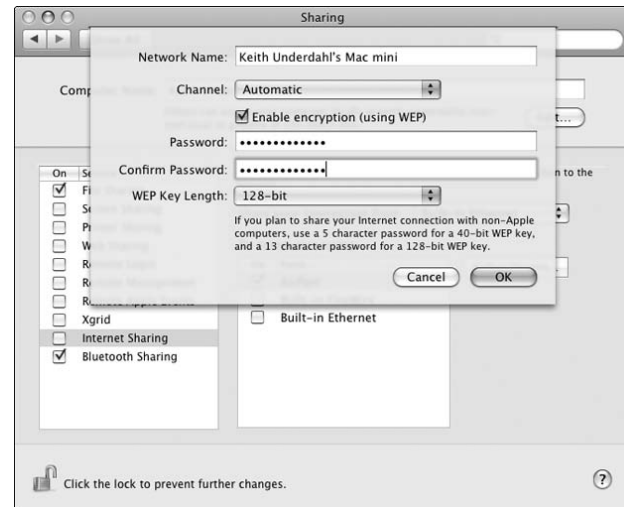 Sharing
Network Name: Keith Underdahl's Mac mini
Channel: Automatic
Enable encryption (using WEP)
Password: •••••••••••••
Confirm Password: •••••••••••••
WEP Key Length: 128-bit
If you plan to share your Internet connection with non-Apple
computers, use a 5 character password for a 40-bit WEP key,
and a 13 character password for a 128-bit WEP key.
Cancel OK
On
n to the
Xgrid
Internet Sharing
Bluetooth Sharing
Built-in Ethernet
Click the lock to prevent further changes.
?